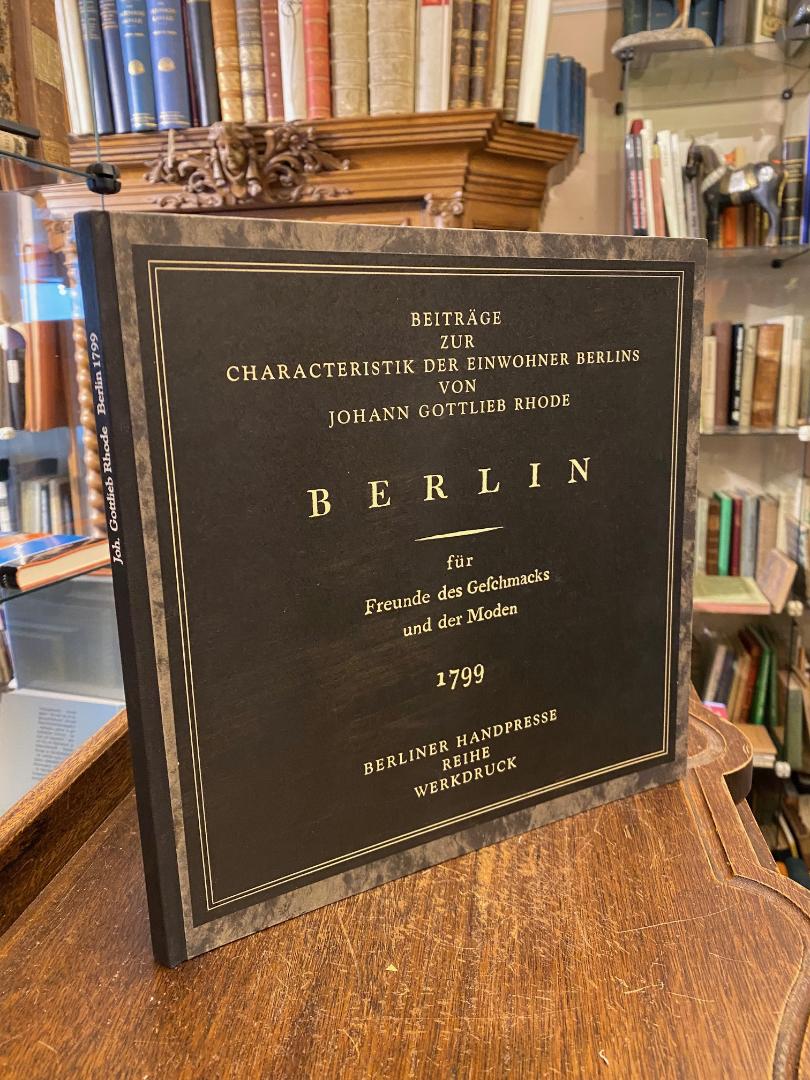 BEITRÄGE
ZUR
CHARACTERISTIK DER EINWOHNER BERLINS
VON
JOHANN GOTTLIEB RHODE
BERLIN
für
Freunde des Geſchmacks
und der Moden
1799
BERLINER HANDPRESSE
REIHE
WERKDRUCK
Joh. Gottlieb Rhode Berlin 1799